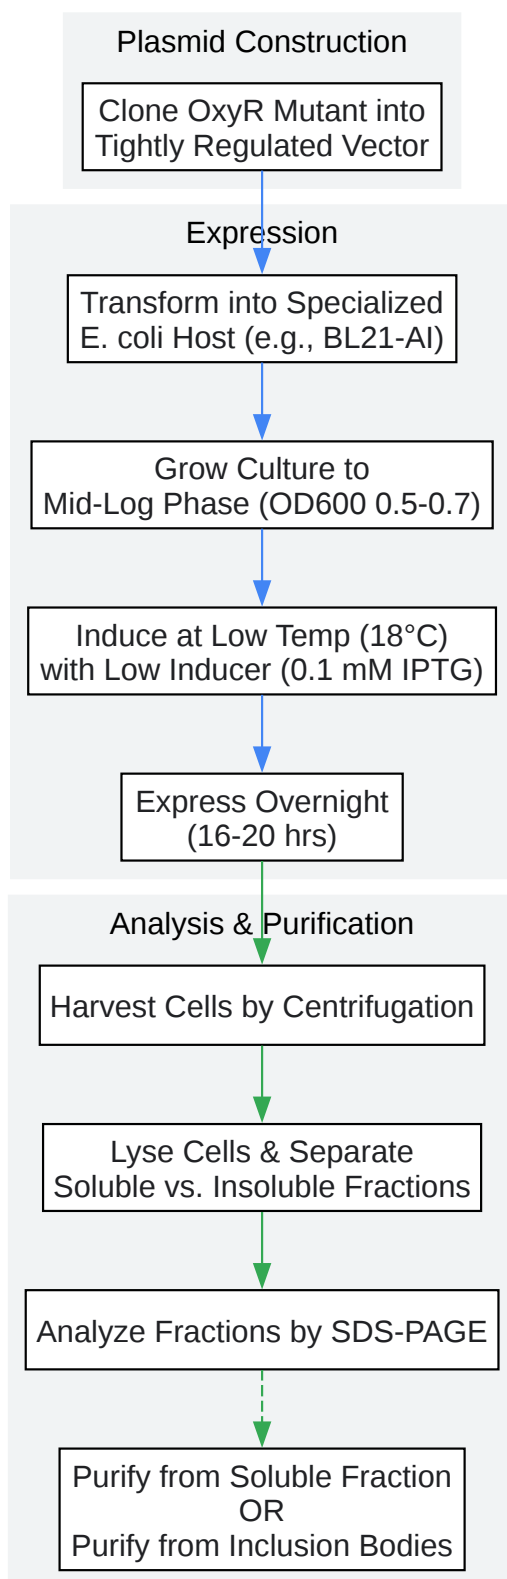 Plasmid Construction
Clone OxyR Mutant into
Tightly Regulated Vector
Expression
Transform into Specialized
E. coli Host (e.g., BL21-AI)
Grow Culture to
Mid-Log Phase (OD600 0.5-0.7)
Induce at Low Temp (18°C)
with Low Inducer (0.1 mM IPTG)
Express Overnight
(16-20 hrs)
Analysis & Purification
Harvest Cells by Centrifugation
Lyse Cells & Separate
Soluble vs. Insoluble Fractions
Analyze Fractions by SDS-PAGE
Purify from Soluble Fraction
OR
Purify from Inclusion Bodies